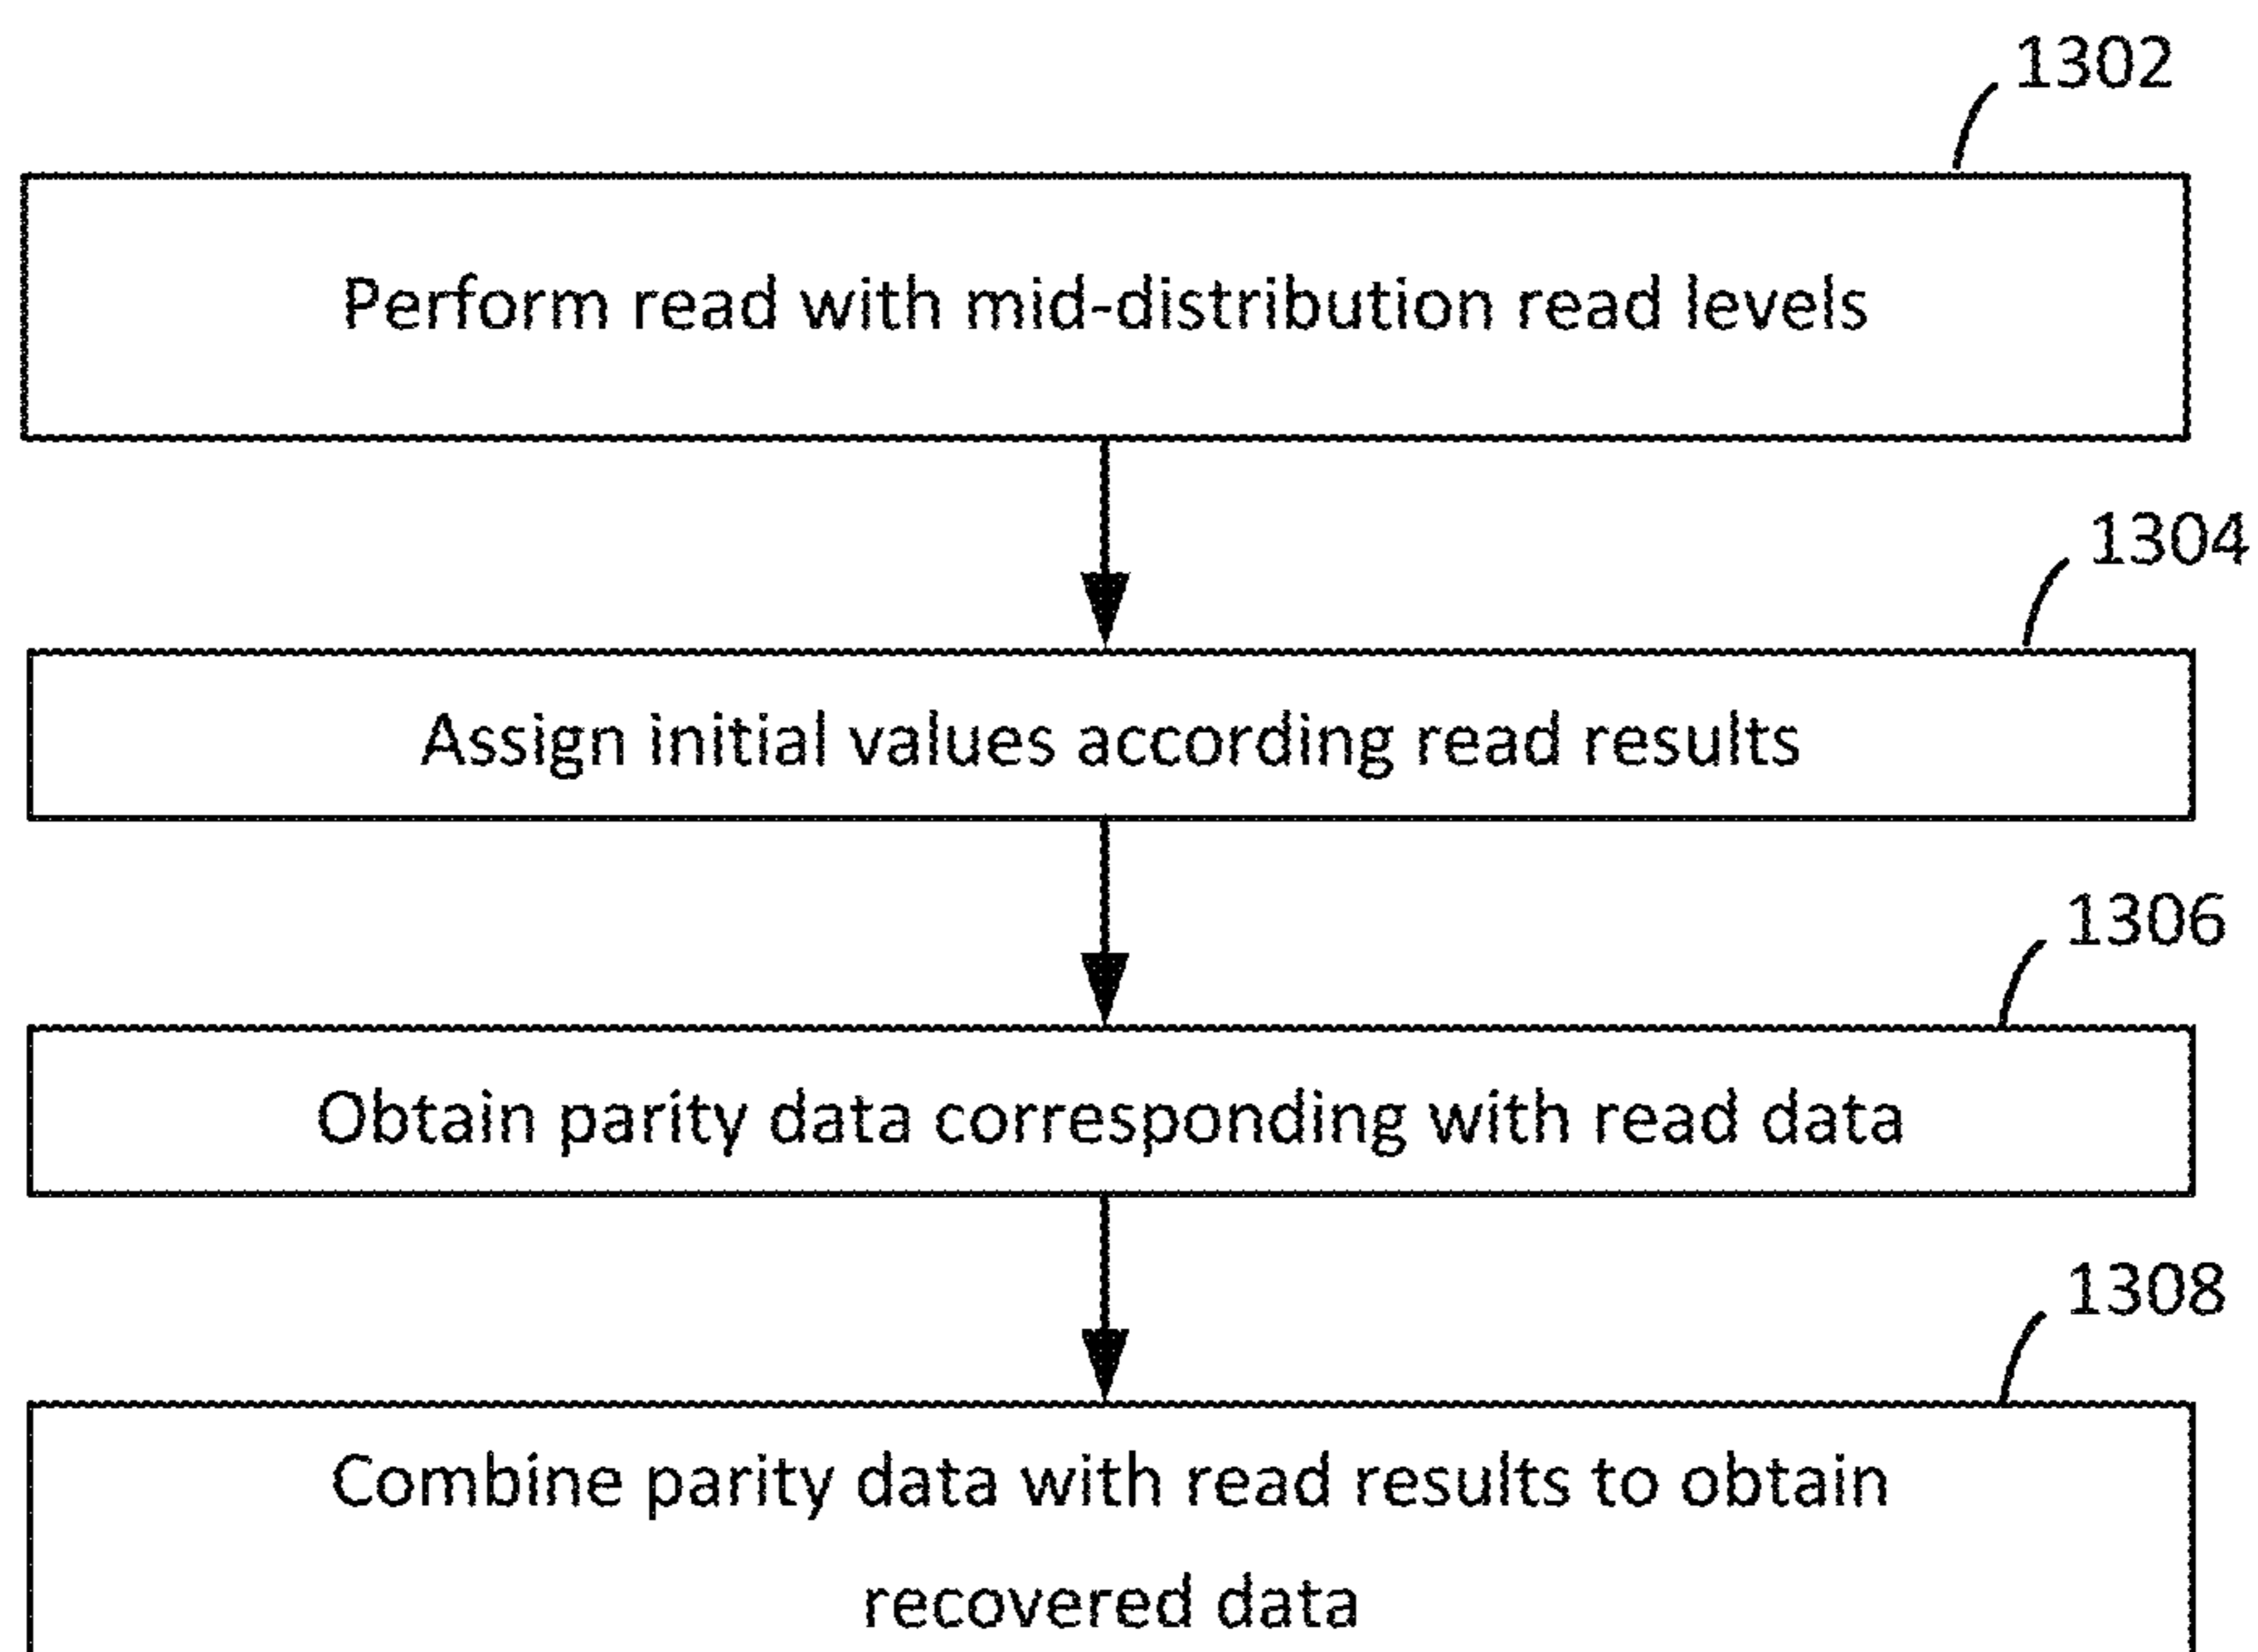 1302
Perform read with mid-distribution read levels
1304
Assign initial values according read results
1306
Obtain parity data corresponding with read data
1308
Combine parity data with read results to obtain
recovered data